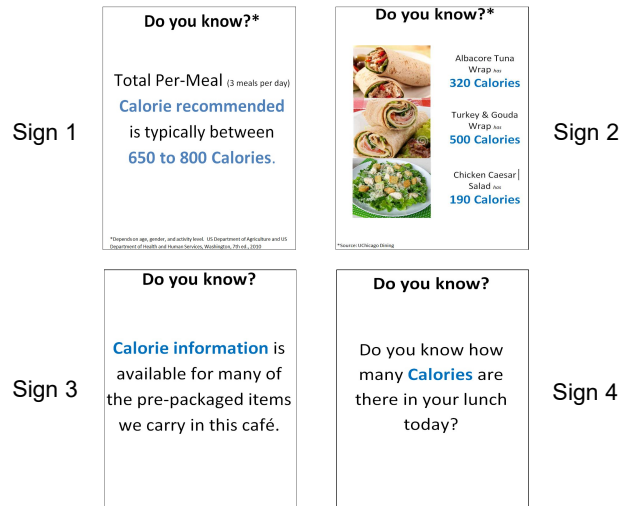 Do you know?*
Total Per-Meal (3 meals per day)
Calorie recommended
is typically between
650 to 800 Calories.
*Depends on age, gender, and activity level. US Department of Agriculture and US
Department of Health and Human Services, Washington, 7th ed., 2010
Sign 1
Do you know?*
Albacore Tuna
Wrap has
320 Calories
Turkey & Gouda
Wrap has
500 Calories
Chicken Caesar
Salad has
190 Calories
*Source: UChicago Dining
Sign 2
Do you know?
Calorie information is
available for many of
the pre-packaged items
we carry in this café.
Sign 3
Do you know?
Do you know how
many Calories are
there in your lunch
today?
Sign 4